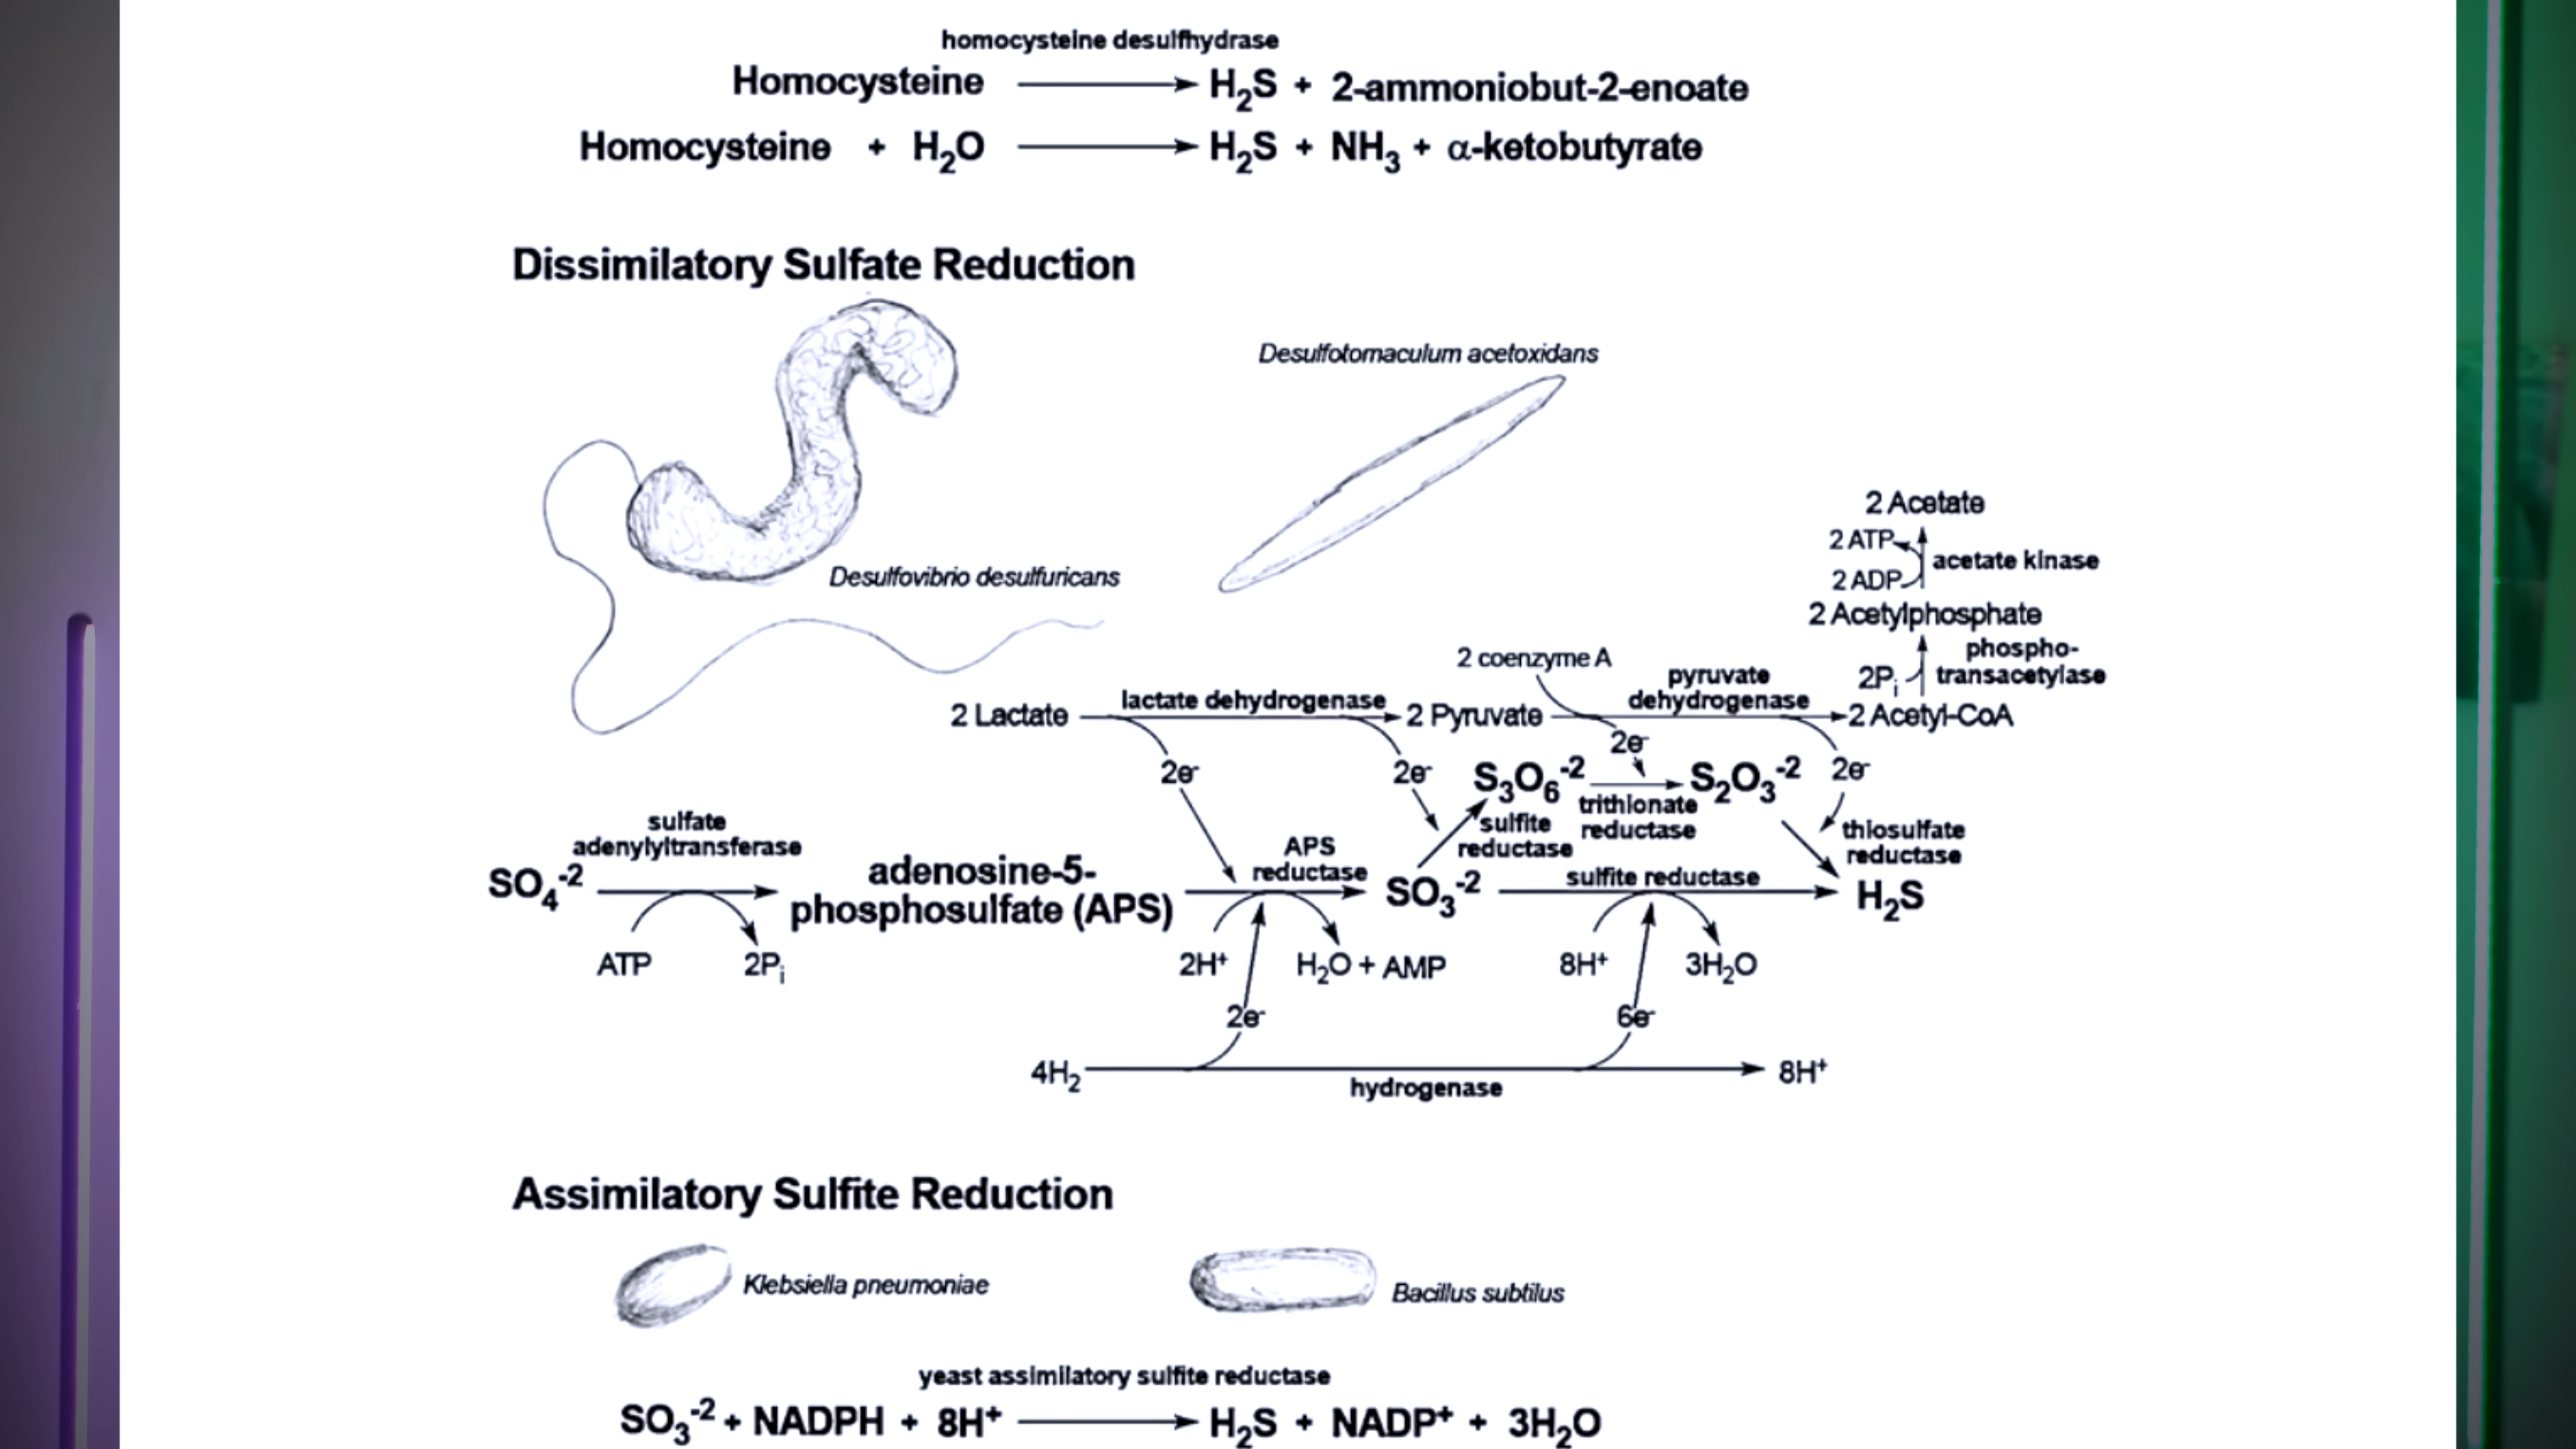 homocysteine desulfhydrase
Homocysteine → H₂S + 2-ammoniobut-2-enoate
Homocysteine + H₂O → H₂S + NH₃ + α-ketobutyrate
Dissimilatory Sulfate Reduction
Desulfotomaculum acetoxidans
Desulfovibrio desulfuricans
2 Acetate
2 ATP
acetate kinase
2 ADP
2 Acetylphosphate
phospho-
transacetylase
2Pᵢ
2 coenzyme A
pyruvate
dehydrogenase
lactate dehydrogenase
2 Lactate → 2 Pyruvate → 2 Acetyl-CoA
2e⁻
2e⁻
2e⁻
2e⁻
S₃O₆⁻² → S₂O₃⁻²
trithionate
reductase
sulfite
reductase
thiosulfate
reductase
sulfate
adenylyltransferase
APS
reductase
sulfite reductase
SO₄⁻² → adenosine-5-
phosphosulfate (APS) → SO₃⁻² → H₂S
ATP 2Pᵢ 2H⁺ H₂O + AMP 8H⁺ 3H₂O
2e⁻ 6e⁻
4H₂ → 8H⁺
hydrogenase
Assimilatory Sulfite Reduction
Klebsiella pneumoniae
Bacillus subtilus
yeast assimilatory sulfite reductase
SO₃⁻² + NADPH + 8H⁺ → H₂S + NADP⁺ + 3H₂O